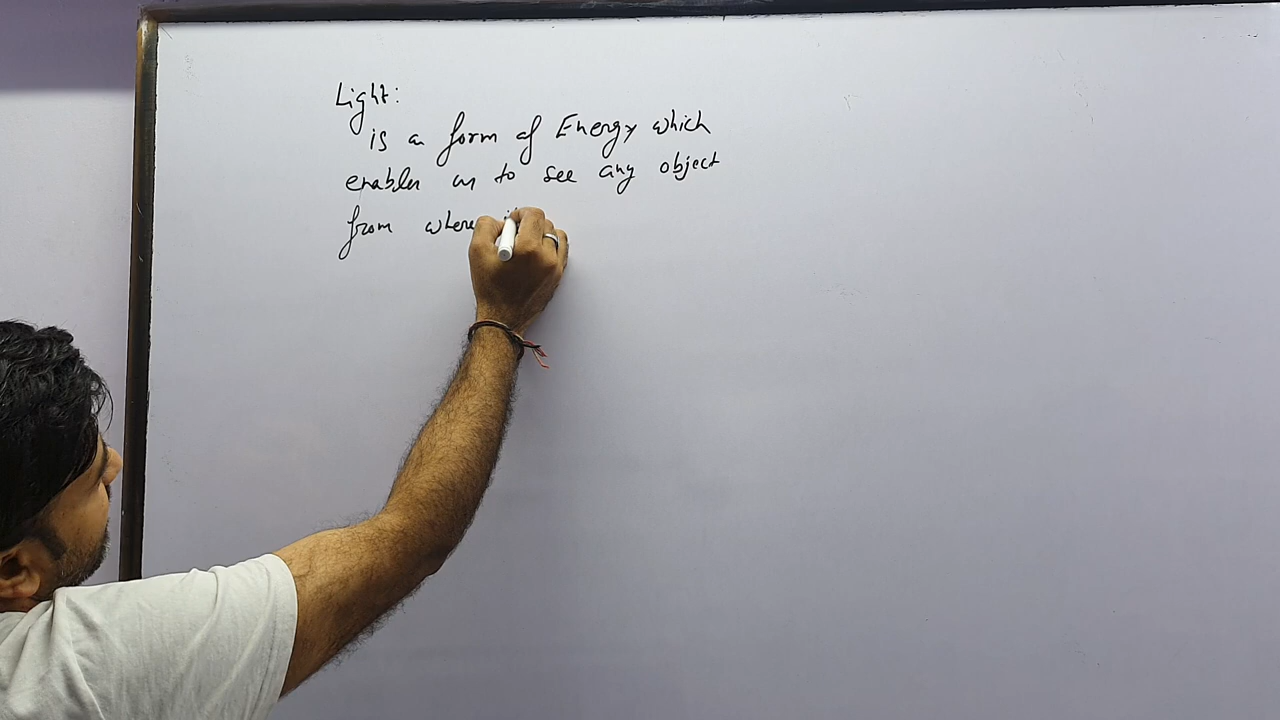 Light:
is a form of Energy which
enables us to see any object
from where